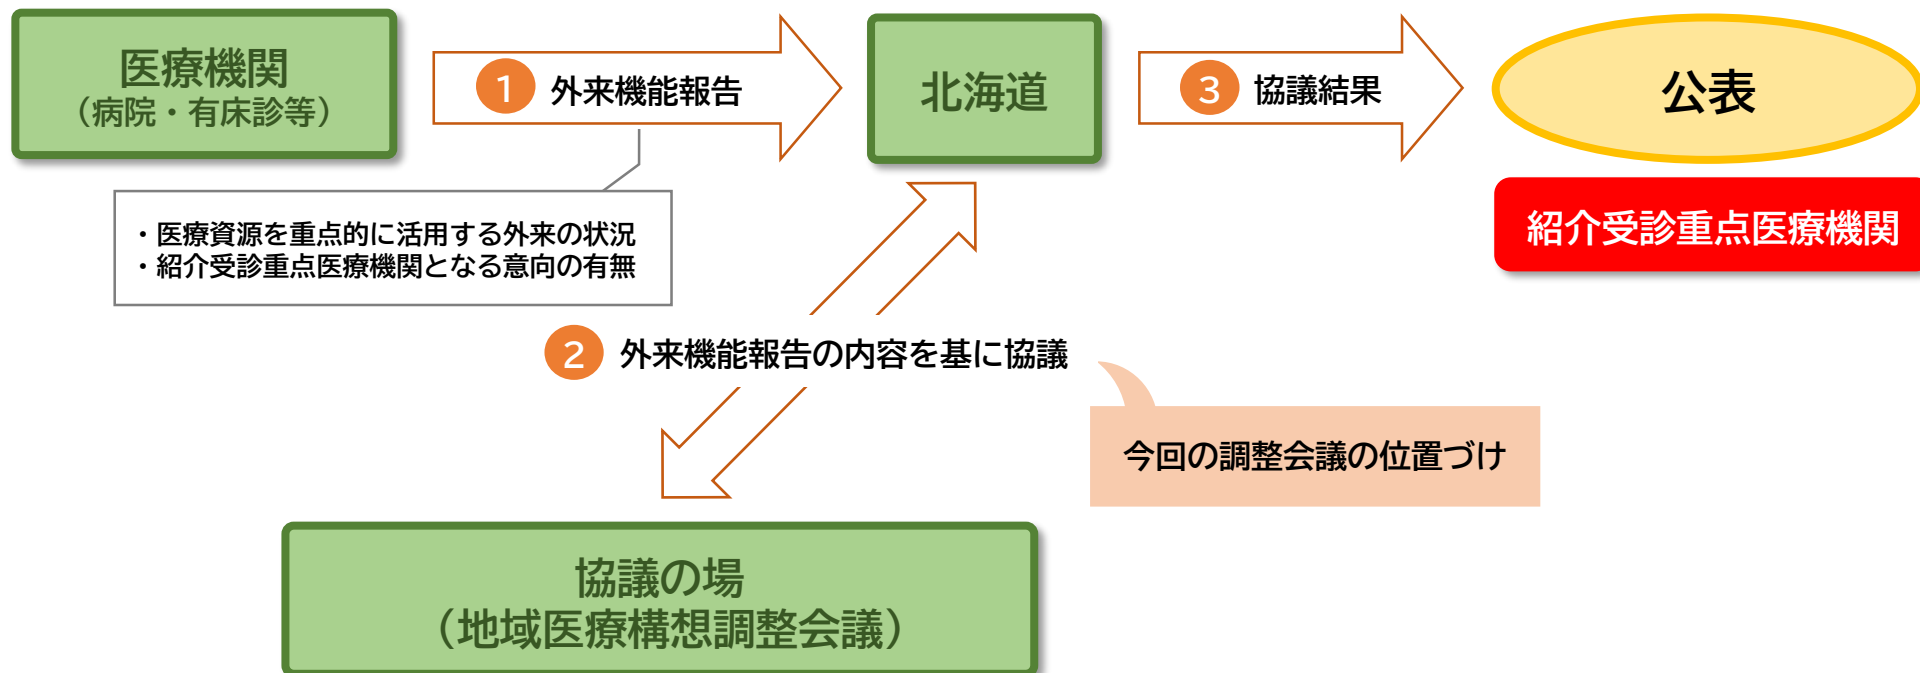 医療機関
（病院・有床診等）
1 外来機能報告
北海道
3 協議結果
公表
紹介受診重点医療機関
・医療資源を重点的に活用する外来の状況
・紹介受診重点医療機関となる意向の有無
2 外来機能報告の内容を基に協議
今回の調整会議の位置づけ
協議の場
（地域医療構想調整会議）